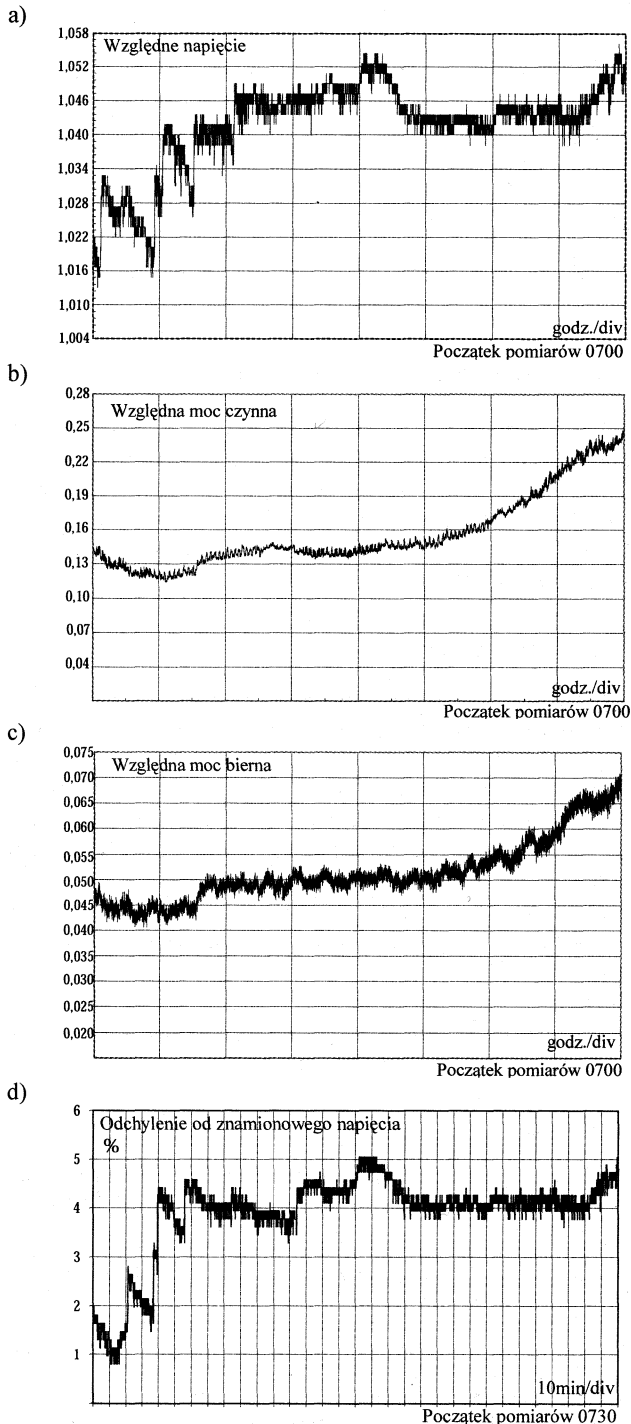 a)
1,058
Względne napięcie
1,052
1,046
1,040
1,034
1,028
1,022
1,016
1,010
1,004
godz./div
Początek pomiarów 0700
b)
0,28
Względna moc czynna
0,25
0,22
0,19
0,16
0,13
0,10
0,07
0,04
godz./div
Początek pomiarów 0700
c)
0,075
Względna moc bierna
0,070
0,065
0,060
0,055
0,050
0,045
0,040
0,035
0,030
0,025
0,020
godz./div
Początek pomiarów 0700
d)
6
Odchylenie od znamionowego napięcia
%
5
4
3
2
1
10min/div
Początek pomiarów 0730